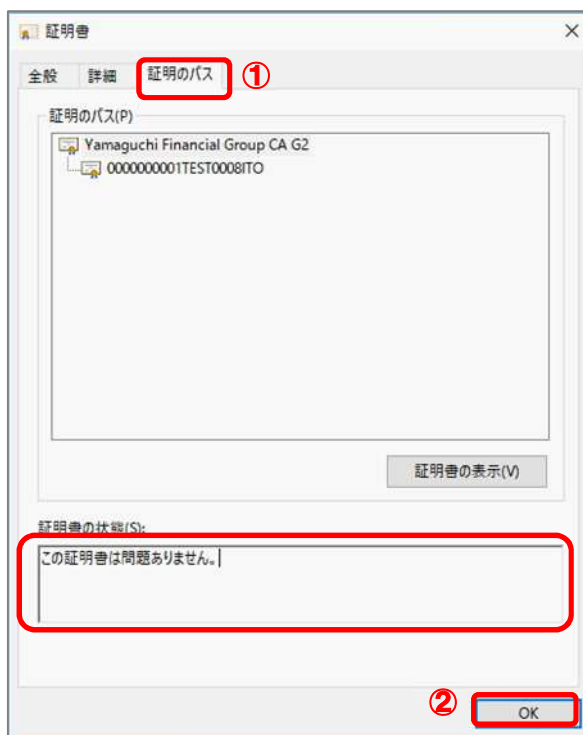 証明書
全般 詳細 証明のパス ①
証明のパス(P)
Yamaguchi Financial Group CA G2
0000000001TEST0008ITO
証明書の表示(V)
証明書の状態(S):
この証明書は問題ありません。
② OK